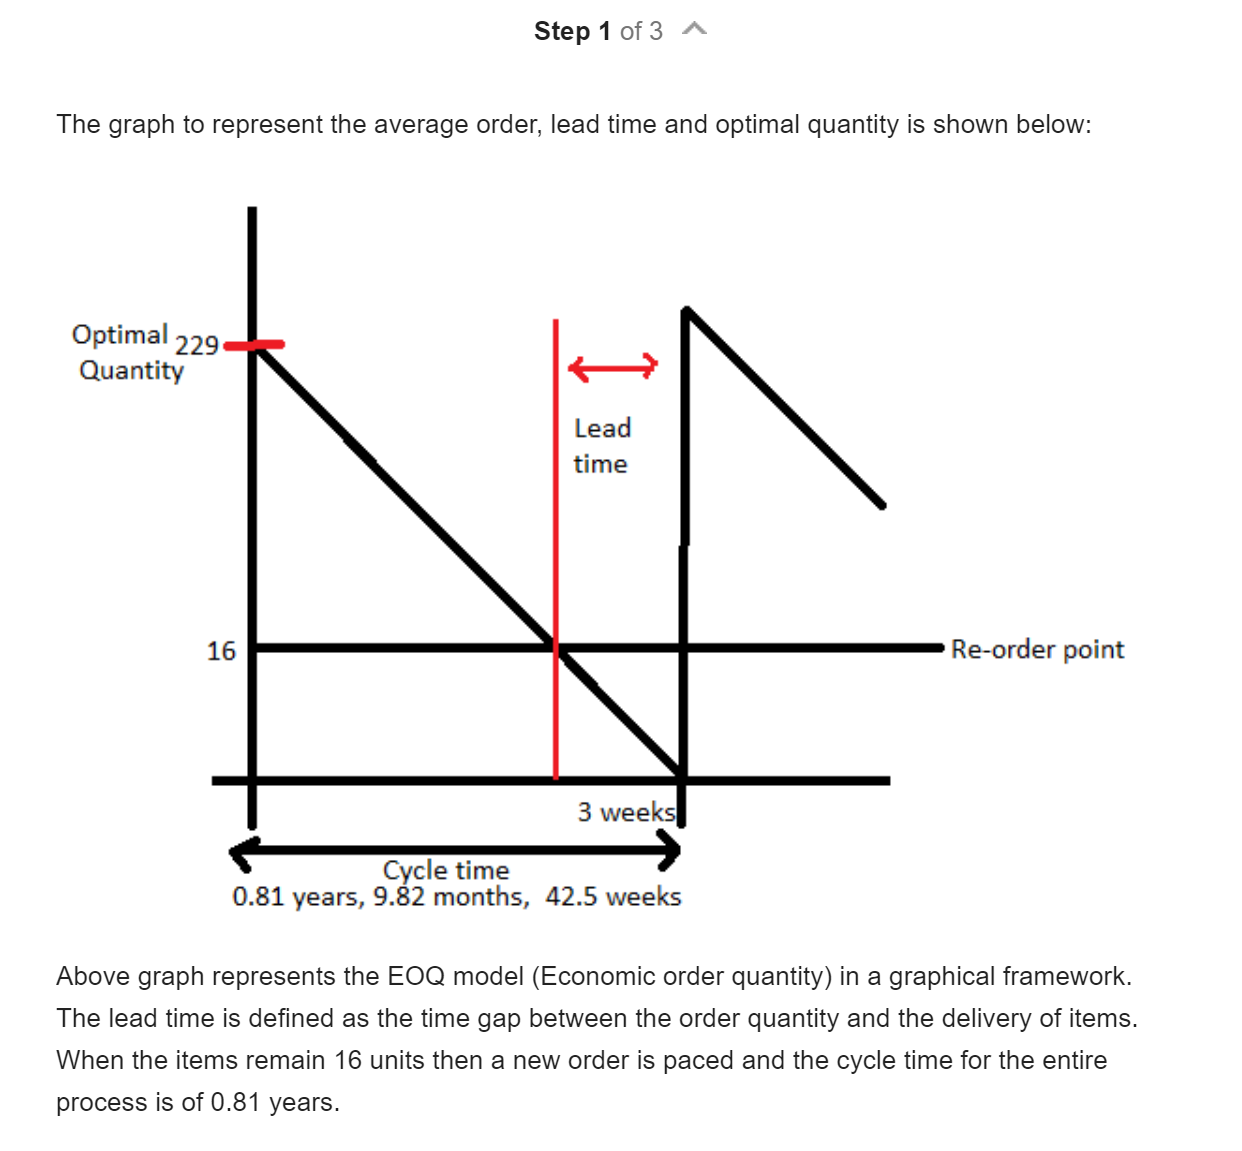 Step 1 of 3
The graph to represent the average order, lead time and optimal quantity is shown below:
Optimal
Quantity
229
Lead
time
16
Re-order point
3 weeks
Cycle time
0.81 years, 9.82 months, 42.5 weeks
Above graph represents the EOQ model (Economic order quantity) in a graphical framework.
The lead time is defined as the time gap between the order quantity and the delivery of items.
When the items remain 16 units then a new order is paced and the cycle time for the entire
process is of 0.81 years.